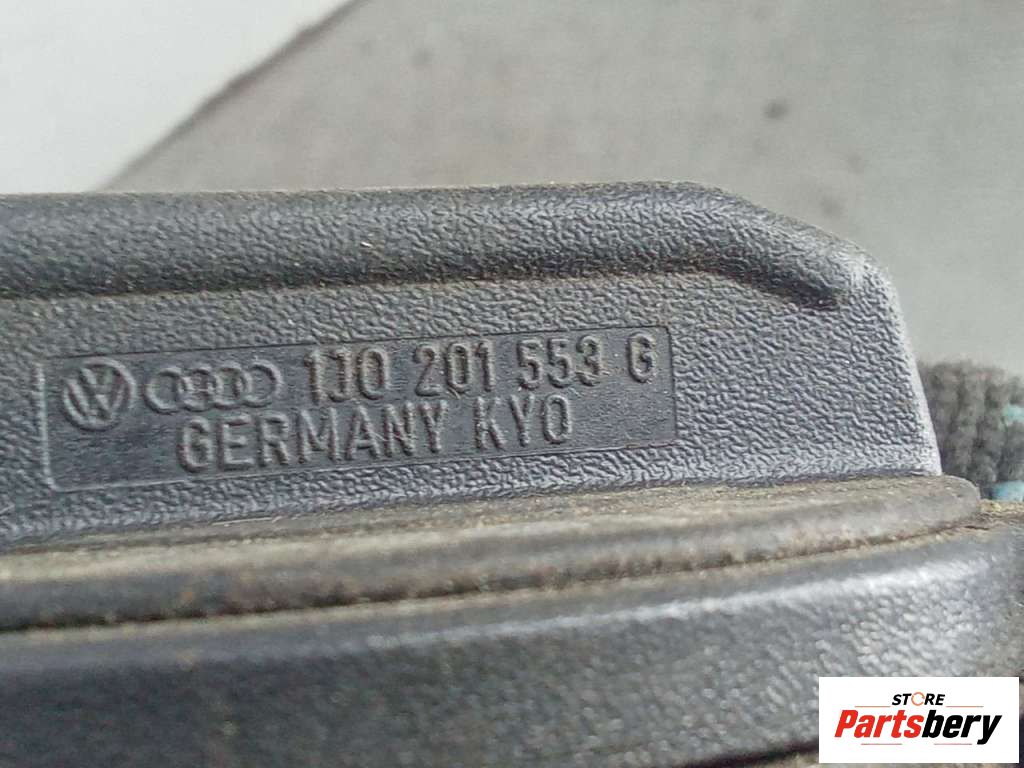 1J0 201 553 G
GERMANY KYO
STORE
Partsbery